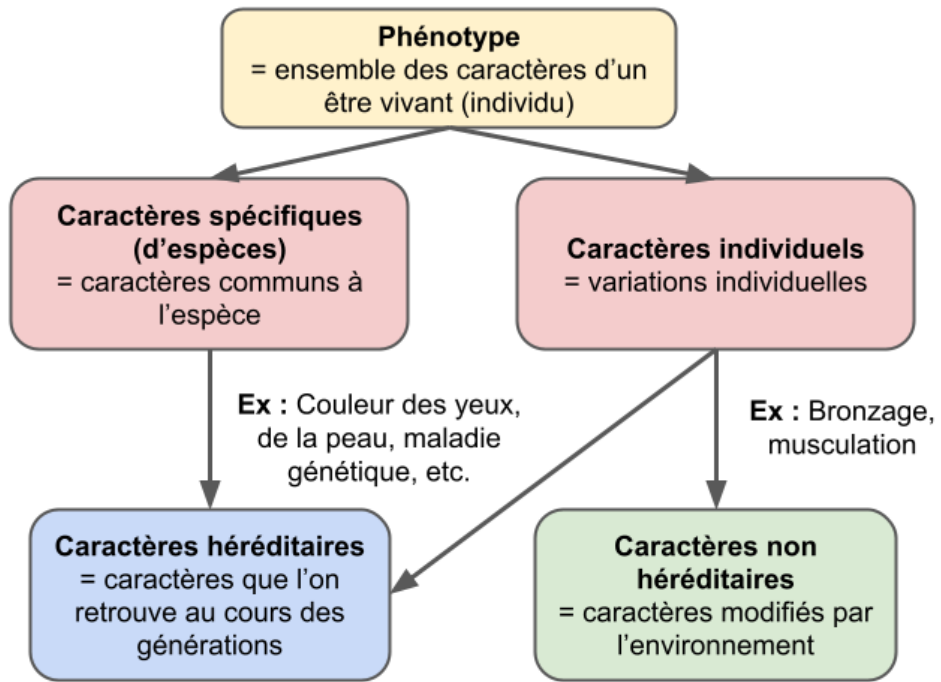 Phénotype
= ensemble des caractères d’un
être vivant (individu)
Caractères spécifiques
(d’espèces)
= caractères communs à
l’espèce
Caractères individuels
= variations individuelles
Ex : Couleur des yeux,
de la peau, maladie
génétique, etc.
Ex : Bronzage,
musculation
Caractères héréditaires
= caractères que l’on
retrouve au cours des
générations
Caractères non
héréditaires
= caractères modifiés par
l’environnement